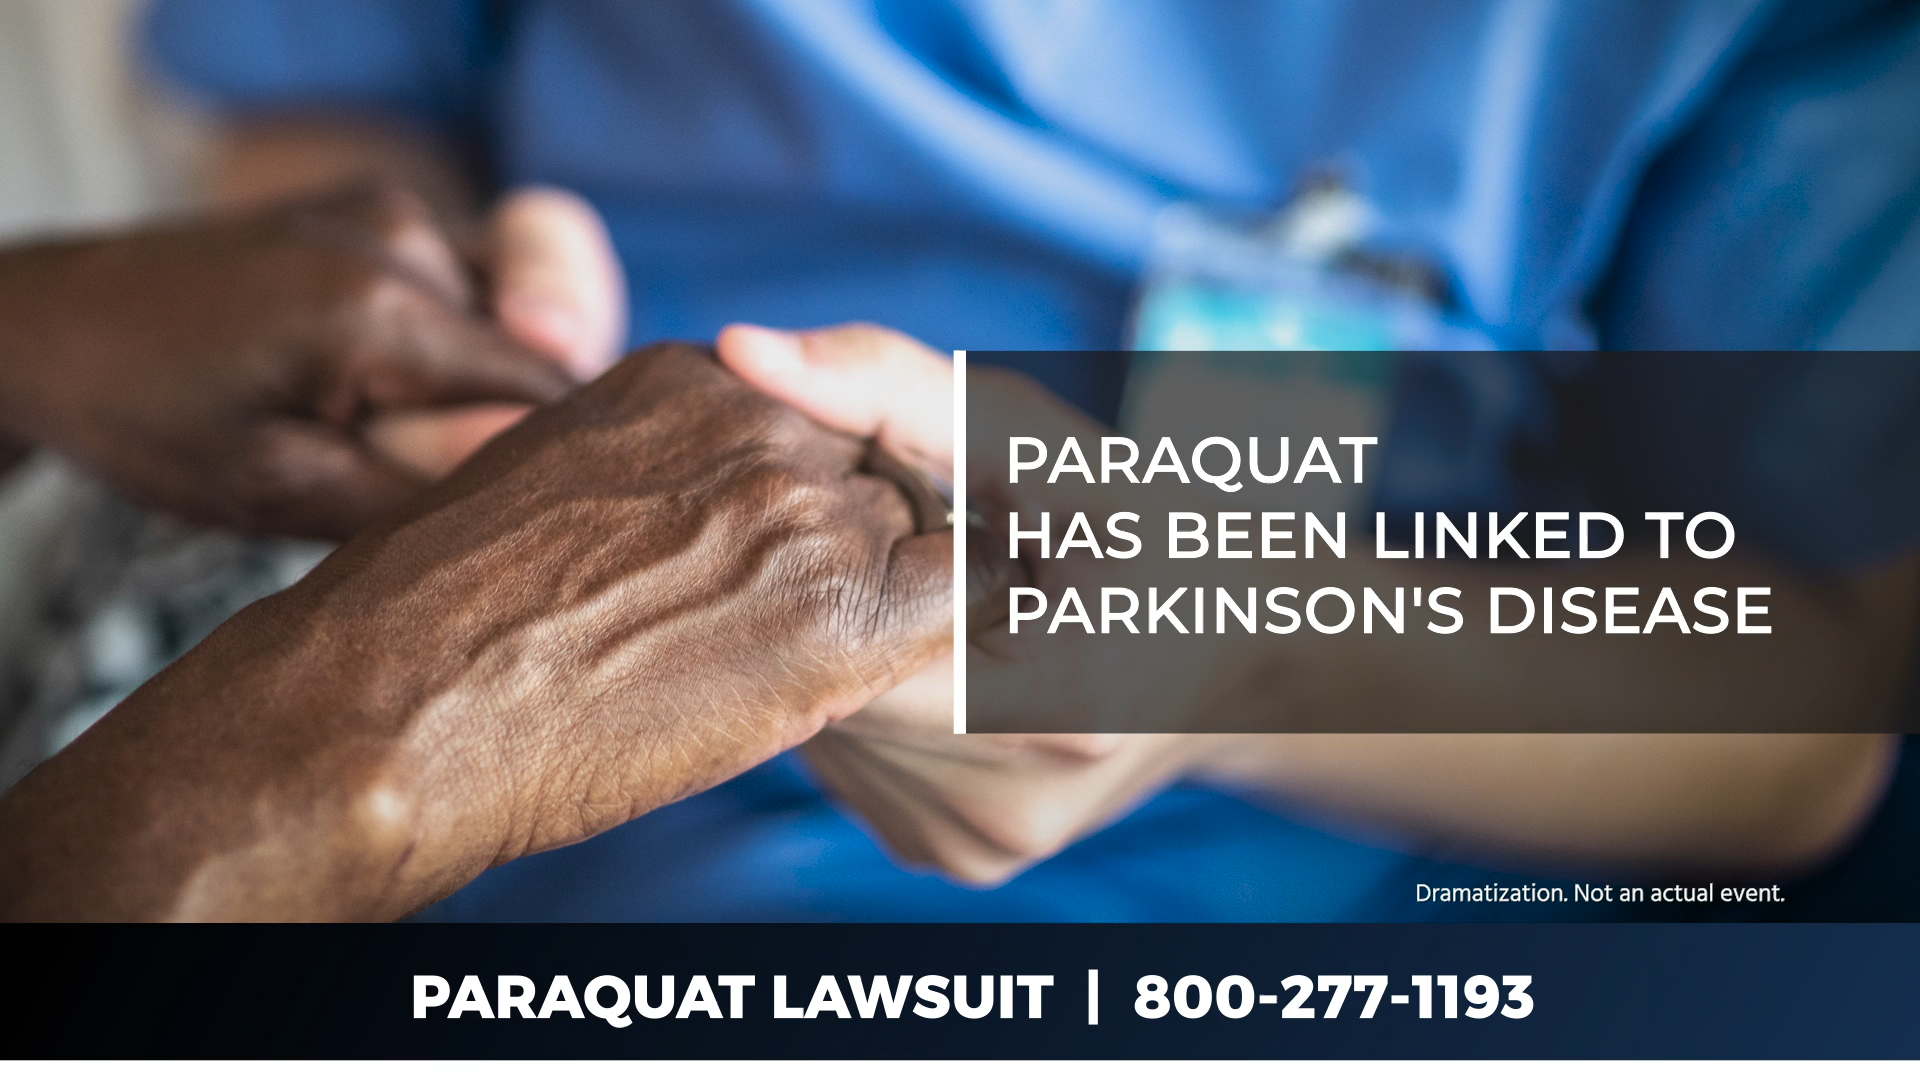 PARAQUAT
HAS BEEN LINKED TO
PARKINSON'S DISEASE
Dramatization. Not an actual event.
PARAQUAT LAWSUIT | 800-277-1193